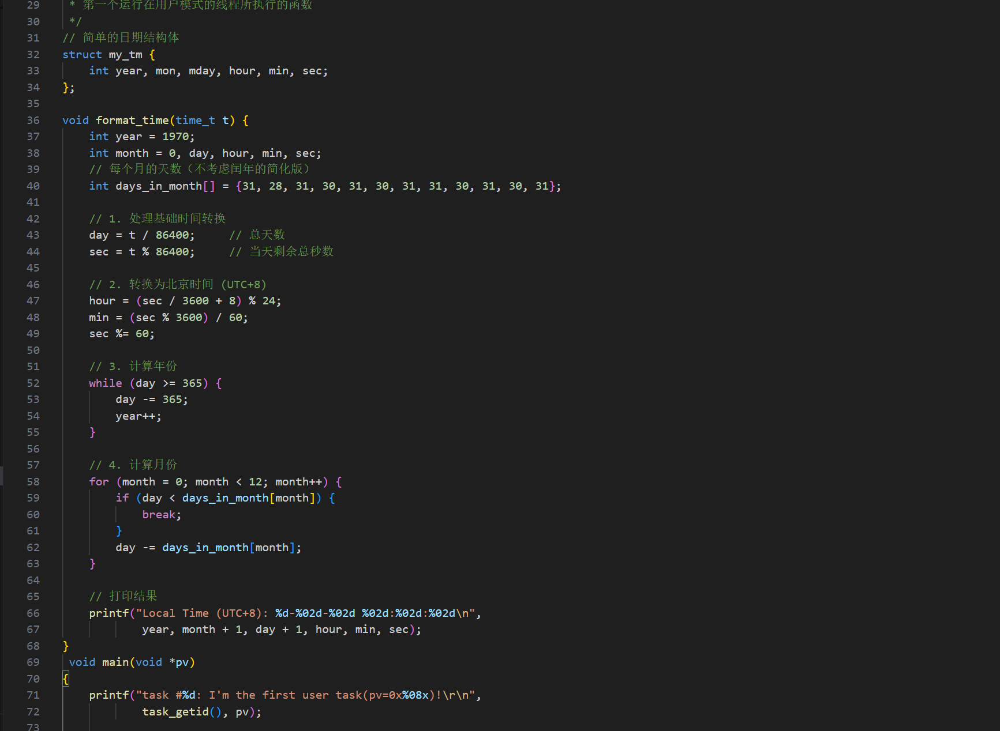 29 * 第一个运行在用户模式的线程所执行的函数
30 */
31 // 简单的日期结构体
32 struct my_tm {
33     int year, mon, mday, hour, min, sec;
34 };
35
36 void format_time(time_t t) {
37     int year = 1970;
38     int month = 0, day, hour, min, sec;
39     // 每个月的天数（不考虑闰年的简化版）
40     int days_in_month[] = {31, 28, 31, 30, 31, 30, 31, 31, 30, 31, 30, 31};
41
42     // 1. 处理基础时间转换
43     day = t / 86400;     // 总天数
44     sec = t % 86400;     // 当天剩余总秒数
45
46     // 2. 转换为北京时间 (UTC+8)
47     hour = (sec / 3600 + 8) % 24;
48     min = (sec % 3600) / 60;
49     sec %= 60;
50
51     // 3. 计算年份
52     while (day >= 365) {
53         day -= 365;
54         year++;
55     }
56
57     // 4. 计算月份
58     for (month = 0; month < 12; month++) {
59         if (day < days_in_month[month]) {
60             break;
61         }
62         day -= days_in_month[month];
63     }
64
65     // 打印结果
66     printf("Local Time (UTC+8): %d-%02d-%02d %02d:%02d:%02d\n",
67             year, month + 1, day + 1, hour, min, sec);
68 }
69  void main(void *pv)
70 {
71     printf("task #%d: I'm the first user task(pv=0x%08x)!\r\n",
72             task_getid(), pv);
73